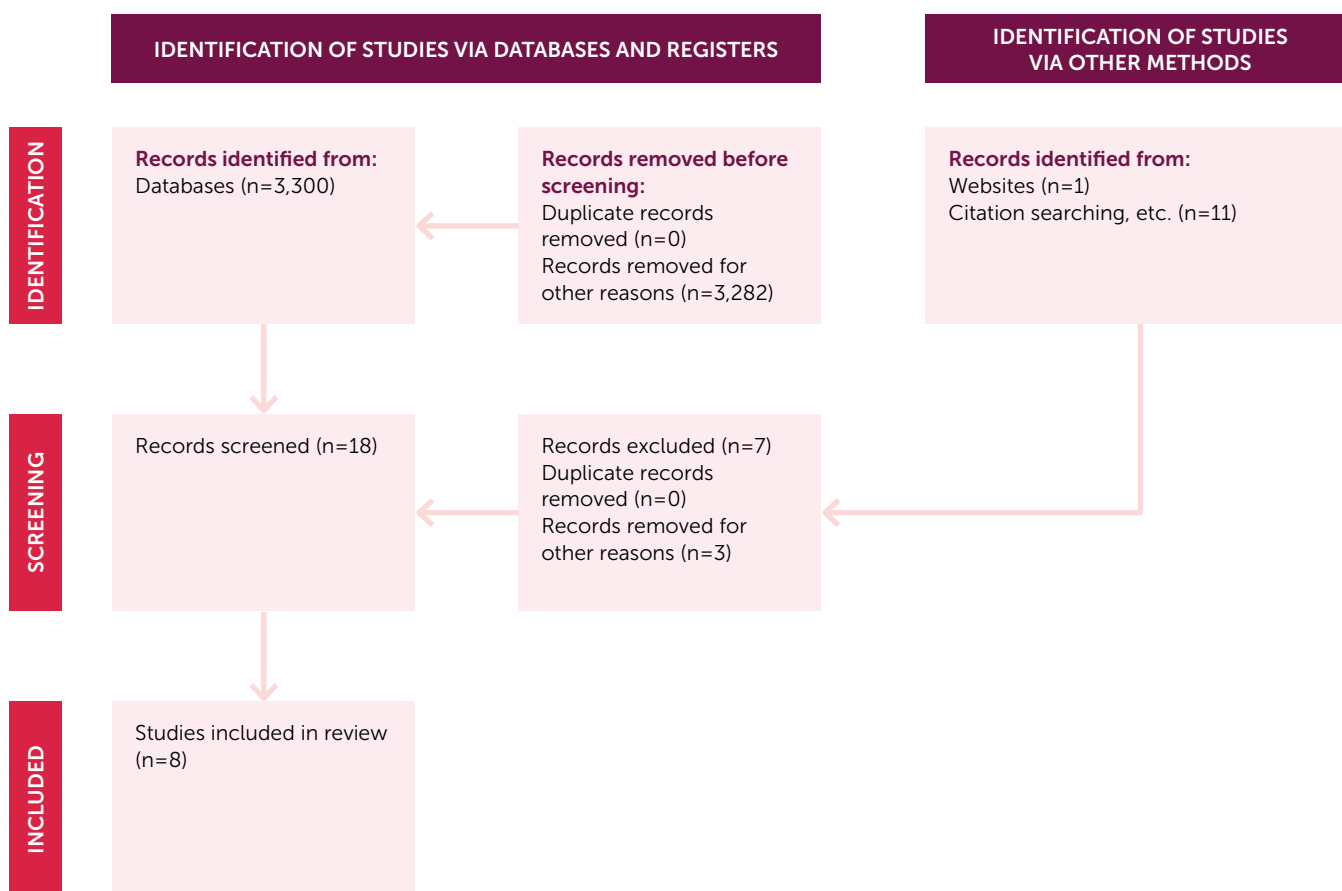 IDENTIFICATION OF STUDIES VIA DATABASES AND REGISTERS
IDENTIFICATION OF STUDIES
VIA OTHER METHODS
IDENTIFICATION
Records identified from:
Databases (n=3,300)
Records removed before
screening:
Duplicate records
removed (n=0)
Records removed for
other reasons (n=3,282)
Records identified from:
Websites (n=1)
Citation searching, etc. (n=11)
SCREENING
Records screened (n=18)
Records excluded (n=7)
Duplicate records
removed (n=0)
Records removed for
other reasons (n=3)
INCLUDED
Studies included in review
(n=8)